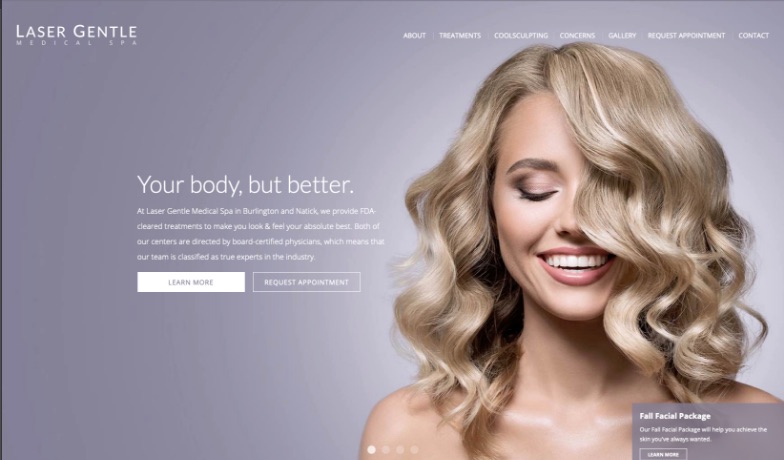 LASER GENTLE
MEDICAL SPA
ABOUT
TREATMENTS
COOLSCULPTING
CONCERNS
GALLERY
REQUEST APPOINTMENT
CONTACT
Your body, but better.
At Laser Gentle Medical Spa in Burlington and Natick, we provide FDA-
cleared treatments to make you look & feel your absolute best. Both of
our centers are directed by board-certified physicians, which means that
our team is classified as true experts in the industry.
LEARN MORE
REQUEST APPOINTMENT
Fall Facial Package
Our Fall Facial Package will help you achieve the
skin you've always wanted.
LEARN MORE